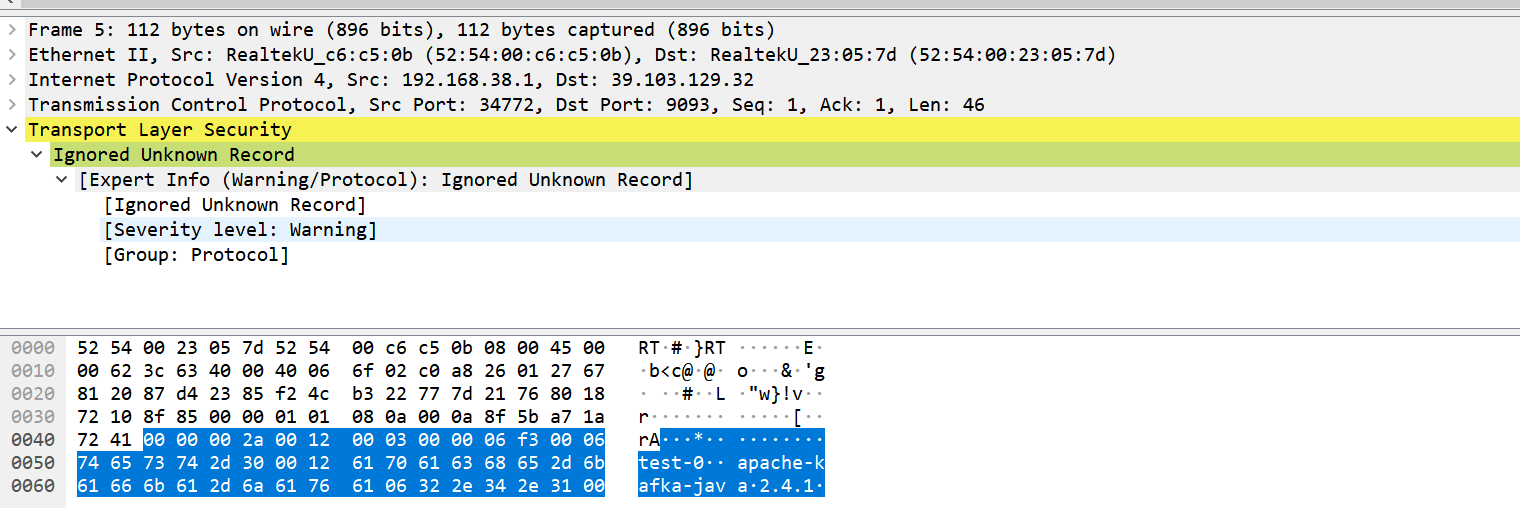 Frame 5: 112 bytes on wire (896 bits), 112 bytes captured (896 bits)
Ethernet II, Src: RealtekU_c6:c5:0b (52:54:00:c6:c5:0b), Dst: RealtekU_23:05:7d (52:54:00:23:05:7d)
Internet Protocol Version 4, Src: 192.168.38.1, Dst: 39.103.129.32
Transmission Control Protocol, Src Port: 34772, Dst Port: 9093, Seq: 1, Ack: 1, Len: 46
Transport Layer Security
Ignored Unknown Record
[Expert Info (Warning/Protocol): Ignored Unknown Record]
[Ignored Unknown Record]
[Severity level: Warning]
[Group: Protocol]
0000 52 54 00 23 05 7d 52 54 00 c6 c5 0b 08 00 45 00 RT·#·}RT ······E·
0010 00 62 3c 63 40 00 40 06 6f 02 c0 a8 26 01 27 67 ·b<c@·@· o···&·'g
0020 81 20 87 d4 23 85 f2 4c b3 22 77 7d 21 76 80 18 · ··#··L ·"w}!v··
0030 72 10 8f 85 00 00 01 01 08 0a 00 0a 8f 5b a7 1a r······· ·····[··
0040 72 41 00 00 00 2a 00 12 00 03 00 00 06 f3 00 06 rA···*·· ········
0050 74 65 73 74 2d 30 00 12 61 70 61 63 68 65 2d 6b test-0·· apache-k
0060 61 66 6b 61 2d 6a 61 76 61 06 32 2e 34 2e 31 00 afka-jav a·2.4.1·